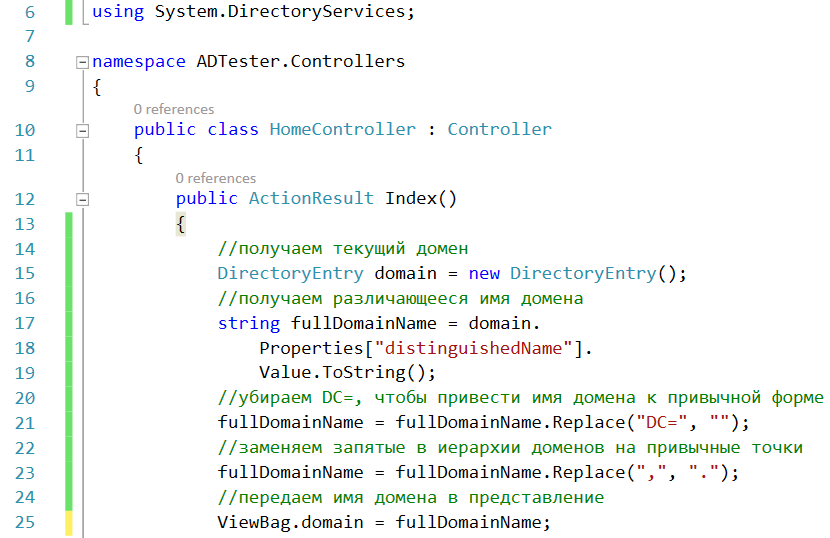 6 using System.DirectoryServices;
7
8 namespace ADTester.Controllers
9 {
0 references
10 public class HomeController : Controller
11 {
0 references
12 public ActionResult Index()
13 {
14 //получаем текущий домен
15 DirectoryEntry domain = new DirectoryEntry();
16 //получаем различающееся имя домена
17 string fullDomainName = domain.
18 Properties["distinguishedName"].
19 Value.ToString();
20 //убираем DC=, чтобы привести имя домена к привычной форме
21 fullDomainName = fullDomainName.Replace("DC=", "");
22 //заменяем запятые в иерархии доменов на привычные точки
23 fullDomainName = fullDomainName.Replace(",", ".");
24 //передаем имя домена в представление
25 ViewBag.domain = fullDomainName;